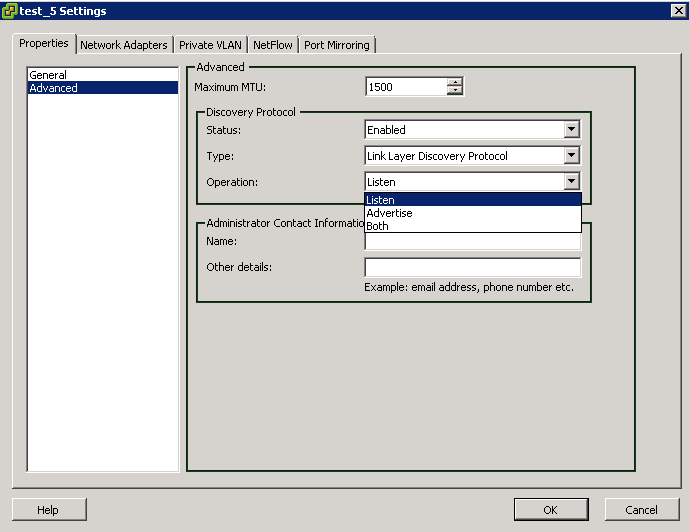 test_5 Settings
Properties Network Adapters Private VLAN NetFlow Port Mirroring
General
Advanced
Advanced
Maximum MTU: 1500
Discovery Protocol
Status: Enabled
Type: Link Layer Discovery Protocol
Operation: Listen
Listen
Advertise
Both
Administrator Contact Informatio
Name:
Other details:
Example: email address, phone number etc.
Help OK Cancel